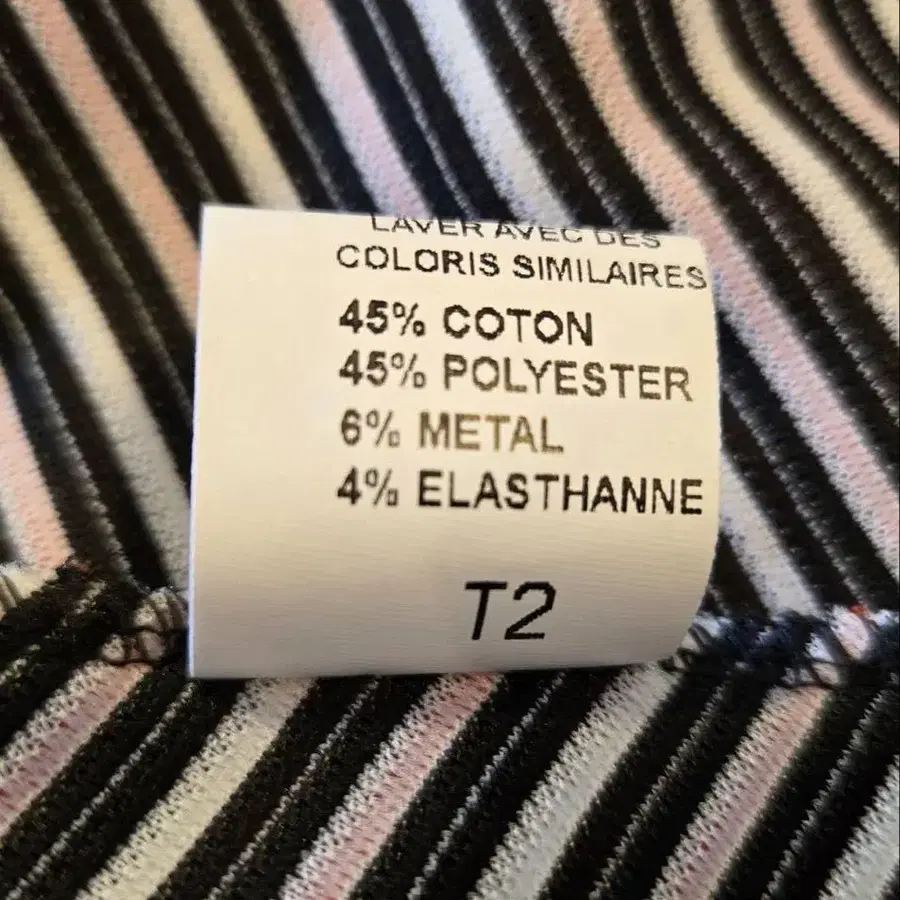 LAVER AVEC DES
COLORIS SIMILAIRES
45% COTON
45% POLYESTER
6% METAL
4% ELASTHANNE
T2